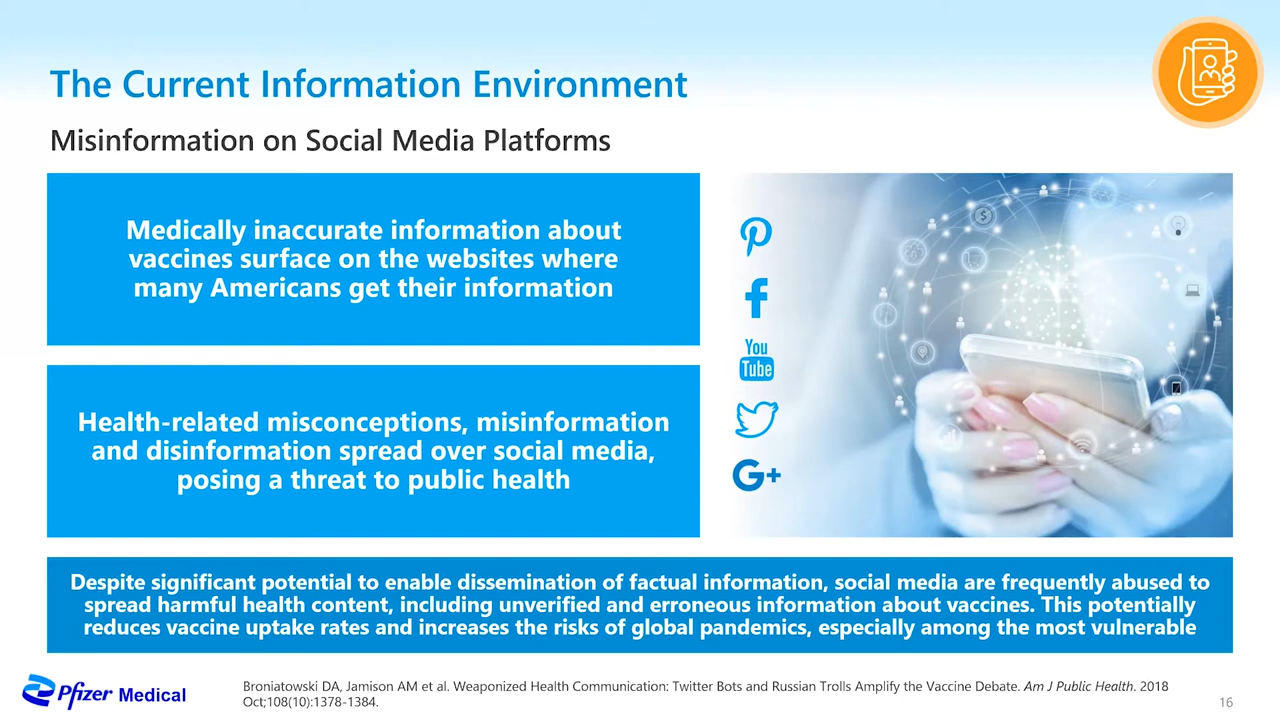 The Current Information Environment
Misinformation on Social Media Platforms
Medically inaccurate information about
vaccines surface on the websites where
many Americans get their information
Health-related misconceptions, misinformation
and disinformation spread over social media,
posing a threat to public health
You
Tube
G+
Despite significant potential to enable dissemination of factual information, social media are frequently abused to
spread harmful health content, including unverified and erroneous information about vaccines. This potentially
reduces vaccine uptake rates and increases the risks of global pandemics, especially among the most vulnerable
Pfizer Medical
Broniatowski DA, Jamison AM et al. Weaponized Health Communication: Twitter Bots and Russian Trolls Amplify the Vaccine Debate. Am J Public Health. 2018
Oct;108(10):1378-1384.
16